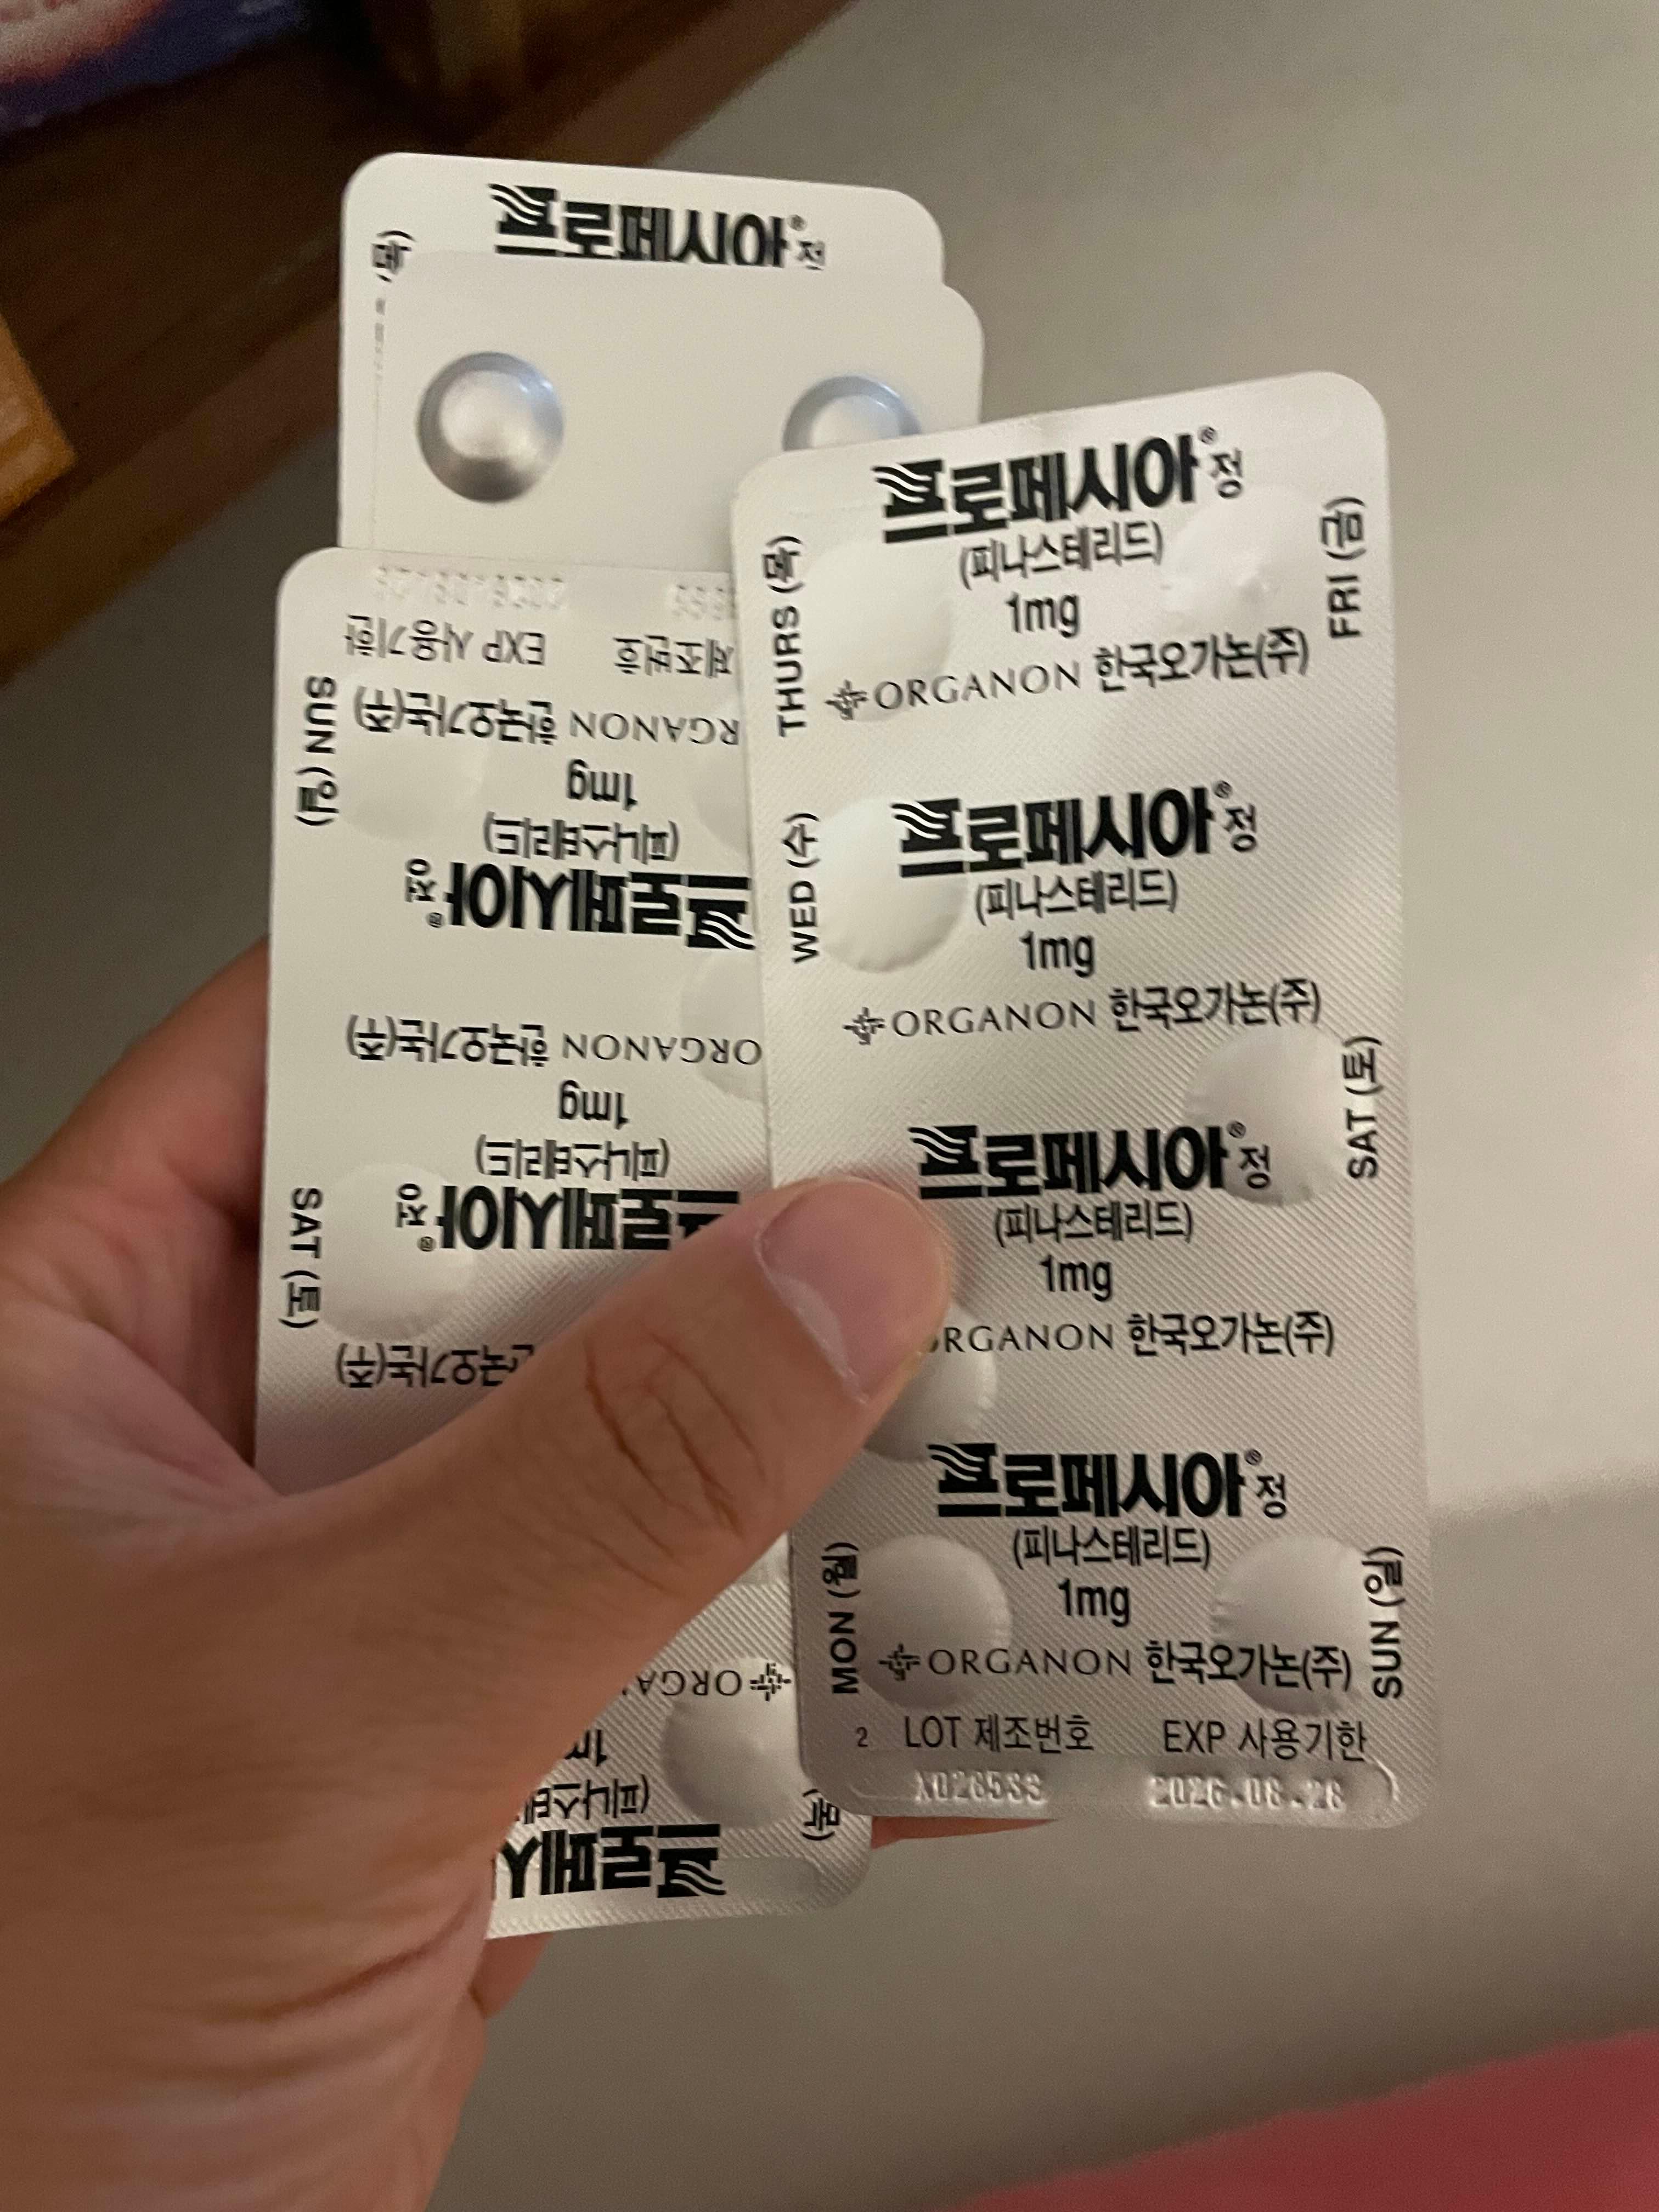 프로페시아® 정
(목)
프로페시아® 정
(피나스테리드)
1mg
ORGANON 한국오가논(주)
THURS (목)
FRI (금)
프로페시아® 정
(피나스테리드)
1mg
ORGANON 한국오가논(주)
WED (수)
SAT (토)
프로페시아® 정
(피나스테리드)
1mg
ORGANON 한국오가논(주)
프로페시아® 정
(피나스테리드)
1mg
ORGANON 한국오가논(주)
MON (월)
SUN (일)
2 LOT 제조번호 EXP 사용기한
X028533 2026.08.28
제조번호 EXP 사용기한
SUN (일)
프로페시아® 정
(피나스테리드)
1mg
한국오가논(주)
SAT (토)
프로페시아® 정
(피나스테리드)
1mg
ORGANON 한국오가논(주)
(목)